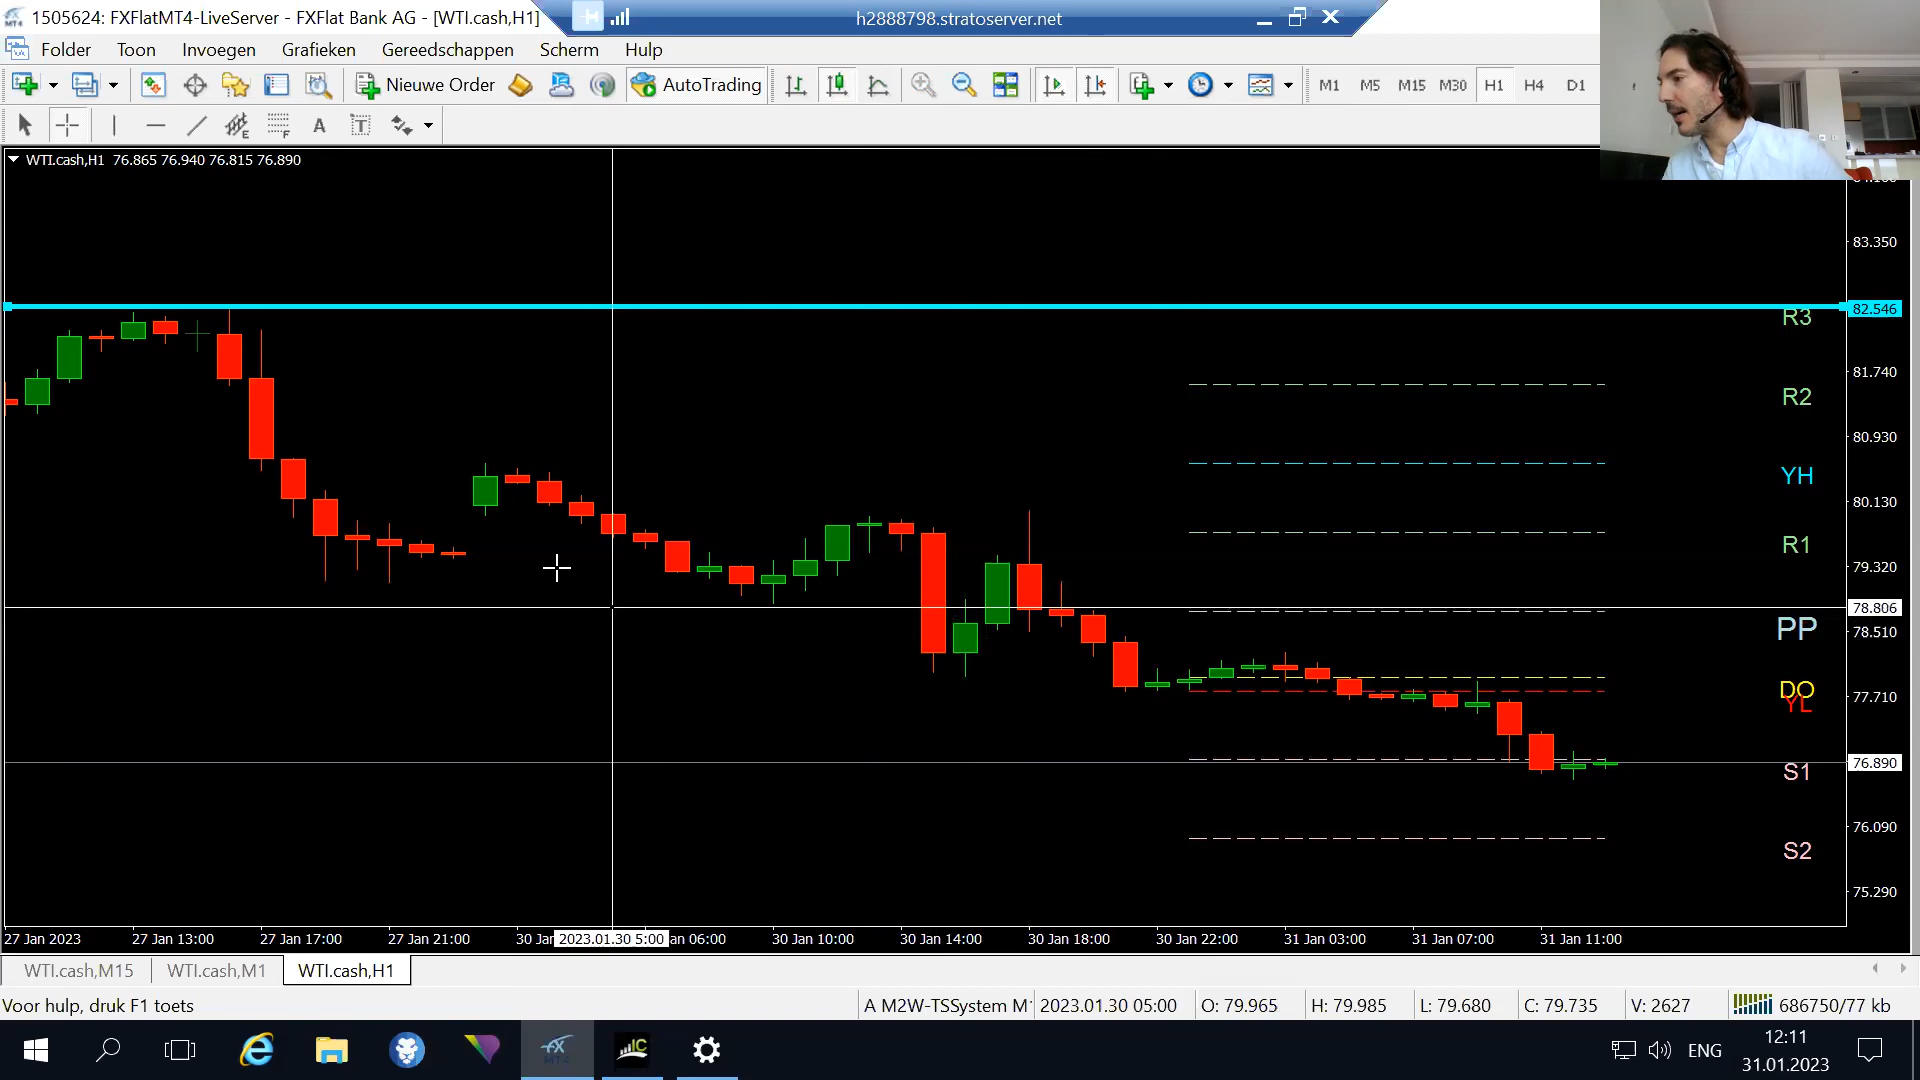 1505624: FXFlatMT4-LiveServer - FXFlat Bank AG - [WTI.cash,H1]
h2888798.stratoserver.net
Folder Toon Invoegen Grafieken Gereedschappen Scherm Hulp
Nieuwe Order AutoTrading M1 M5 M15 M30 H1 H4 D1
E F A T
WTI.cash,H1 76.865 76.940 76.815 76.890
83.350
82.546
R3
81.740
R2
80.930
YH
80.130
R1
79.320
78.806
PP
78.510
DO
77.710
YL
76.890
S1
76.090
S2
75.290
27 Jan 2023 27 Jan 13:00 27 Jan 17:00 27 Jan 21:00 30 Jan 2023.01.30 5:00 an 06:00 30 Jan 10:00 30 Jan 14:00 30 Jan 18:00 30 Jan 22:00 31 Jan 03:00 31 Jan 07:00 31 Jan 11:00
WTI.cash,M15 WTI.cash,M1 WTI.cash,H1
Voor hulp, druk F1 toets A M2W-TSSystem M 2023.01.30 05:00 O: 79.965 H: 79.985 L: 79.680 C: 79.735 V: 2627 686750/77 kb
FX MT4 IC ENG 12:11
31.01.2023